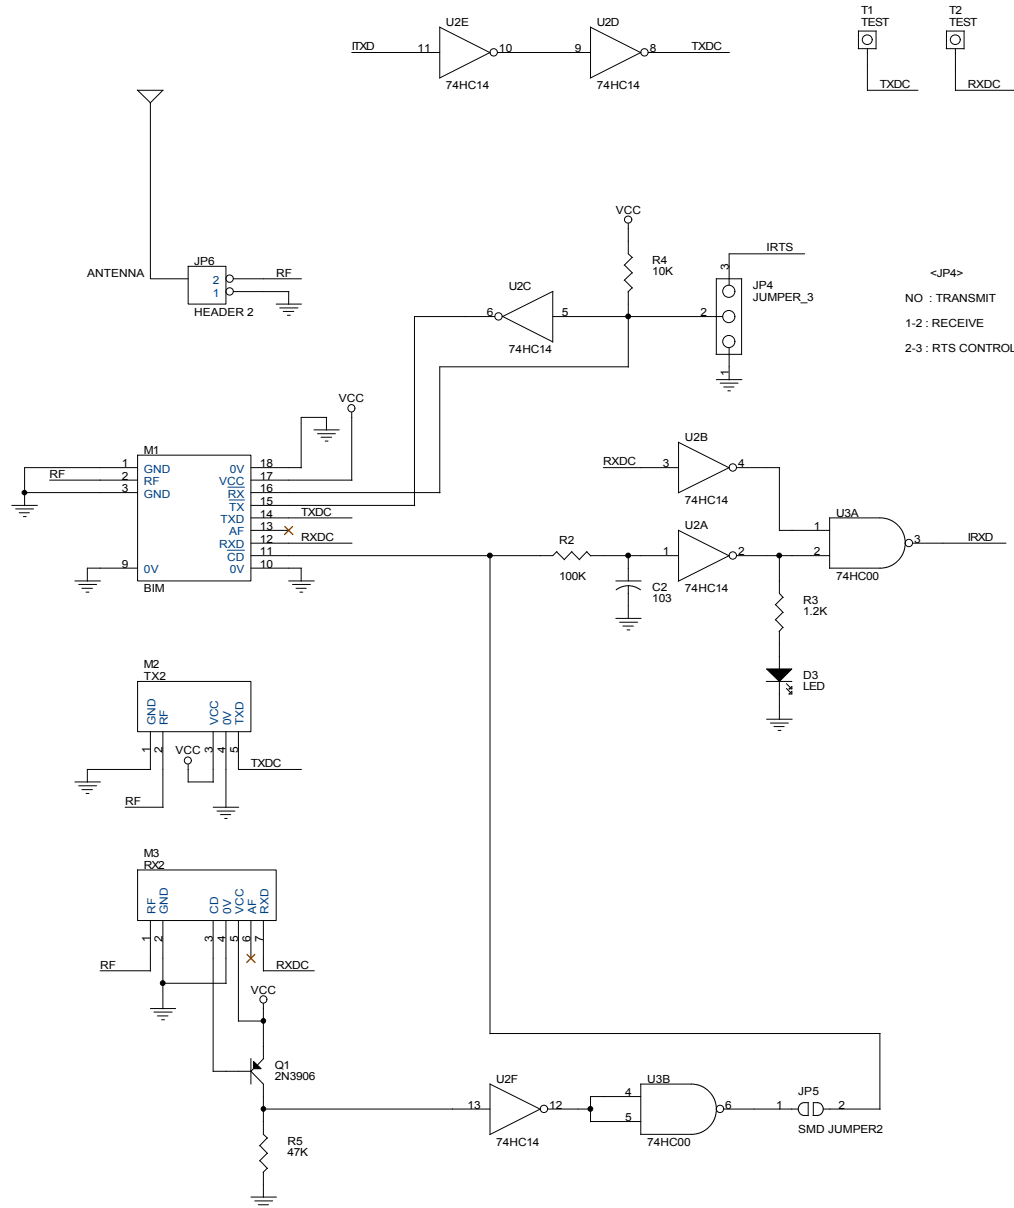 U2E
U2D
T1
TEST
T2
TEST
ITXD
11
10
9
8
TXDC
74HC14
74HC14
TXDC
RXDC
VCC
IRTS
R4
10K
3
JP4
JUMPER_3
ANTENNA
JP6
2
1
RF
HEADER 2
U2C
6
5
2
74HC14
1
<JP4>
NO : TRANSMIT
1-2 : RECEIVE
2-3 : RTS CONTROL
VCC
M1
RF
1
2
3
9
GND
RF
GND
0V
0V
VCC
RX
TX
TXD
AF
RXD
CD
0V
18
17
16
15
14
13
12
11
10
TXDC
RXDC
BIM
U2B
RXDC
3
4
74HC14
U3A
1
2
3
IRXD
74HC00
R2
100K
U2A
1
2
74HC14
C2
103
R3
1.2K
D3
LED
M2
TX2
GND
RF
VCC
0V
TXD
1
2
3
4
5
VCC
TXDC
RF
M3
RX2
RF
GND
CD
0V
VCC
AF
RXD
1
2
3
4
5
6
7
RF
RXDC
VCC
Q1
2N3906
U2F
13
12
74HC14
U3B
4
5
6
74HC00
JP5
1
2
SMD JUMPER2
R5
47K